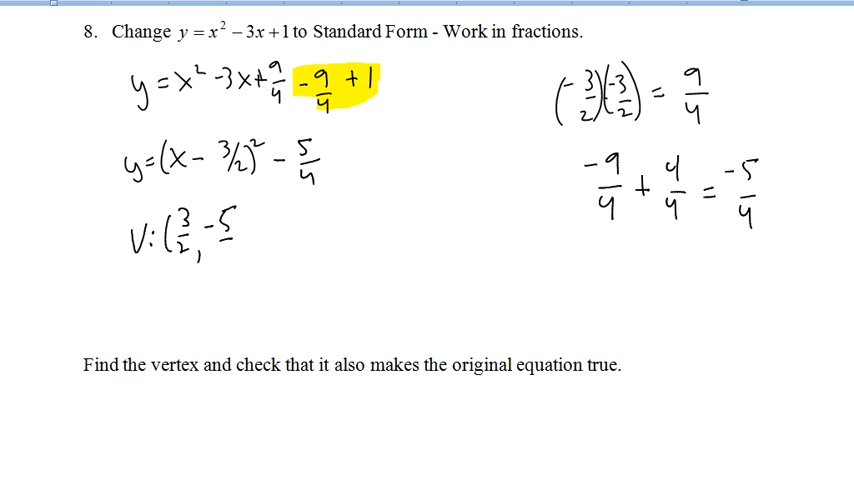 8. Change y = x² – 3x + 1 to Standard Form - Work in fractions.
y = x² - 3x + 9/4 - 9/4 + 1
(-3/2)(-3/2) = 9/4
y = (x - 3/2)² - 5/4
-9/4 + 4/4 = -5/4
V: (3/2, -5
Find the vertex and check that it also makes the original equation true.